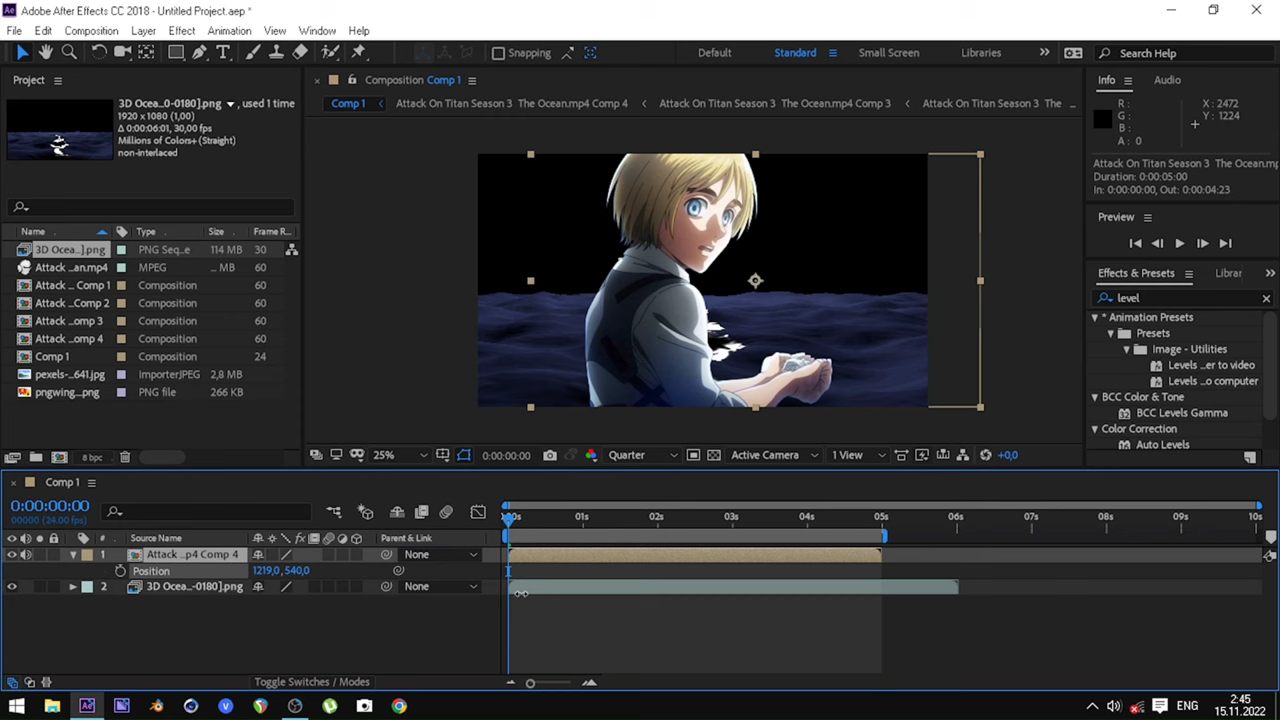 Adobe After Effects CC 2018 - Untitled Project.aep *
File Edit Composition Layer Effect Animation View Window Help
Snapping Default Standard Small Screen Libraries Search Help
Project
Composition Comp 1
Info Audio
3D Ocea...0-0180].png , used 1 time
1920 x 1080 (1,00)
Δ 0:00:06:01, 30,00 fps
Millions of Colors+ (Straight)
non-interlaced
Comp 1 Attack On Titan Season 3 The Ocean.mp4 Comp 4 Attack On Titan Season 3 The Ocean.mp4 Comp 3 Attack On Titan Season 3 The ...
R : X : 2472
G : Y : 1224
B :
A : 0
Attack On Titan Season 3 The Ocean.mp
Duration: 0:00:05:00
In: 0:00:00:00, Out: 0:00:04:23
Preview
Name Type Size Frame R...
3D Ocea...].png PNG Seq...e 114 MB 30
Attack ...an.mp4 MPEG ... MB 60
Attack ... Comp 1 Composition 60
Attack ...Comp 2 Composition 60
Attack ...omp 3 Composition 60
Attack ...omp 4 Composition 60
Comp 1 Composition 24
pexels-...641.jpg ImporterJPEG 2,8 MB
pngwing...png PNG file 266 KB
Effects & Presets Librar
level
* Animation Presets
Presets
Image - Utilities
Levels ...er to video
Levels ...o computer
BCC Color & Tone
BCC Levels Gamma
Color Correction
Auto Levels
8 bpc
25% 0:00:00:00 Quarter Active Camera 1 View +0,0
Comp 1
0:00:00:00
00000 (24.00 fps)
:00s 01s 02s 03s 04s 05s 06s 07s 08s 09s 10s
# Source Name Parent & Link
1 Attack ...p4 Comp 4 None
Position 1219,0,540,0
2 3D Ocea...-0180].png None
Toggle Switches / Modes
ENG
2:45
15.11.2022